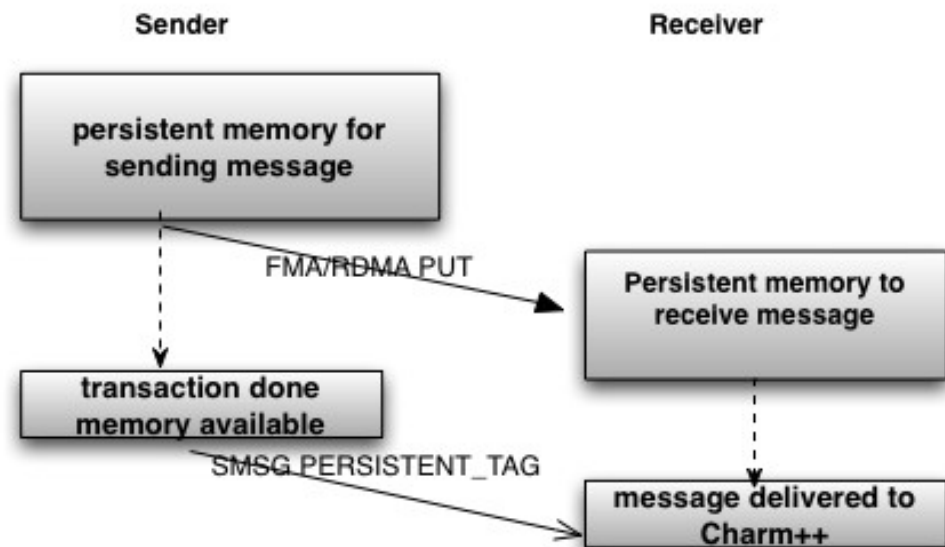 Sender
Receiver
persistent memory for
sending message
FMA/RDMA PUT
Persistent memory to
receive message
transaction done
memory available
SMSG PERSISTENT_TAG
message delivered to
Charm++